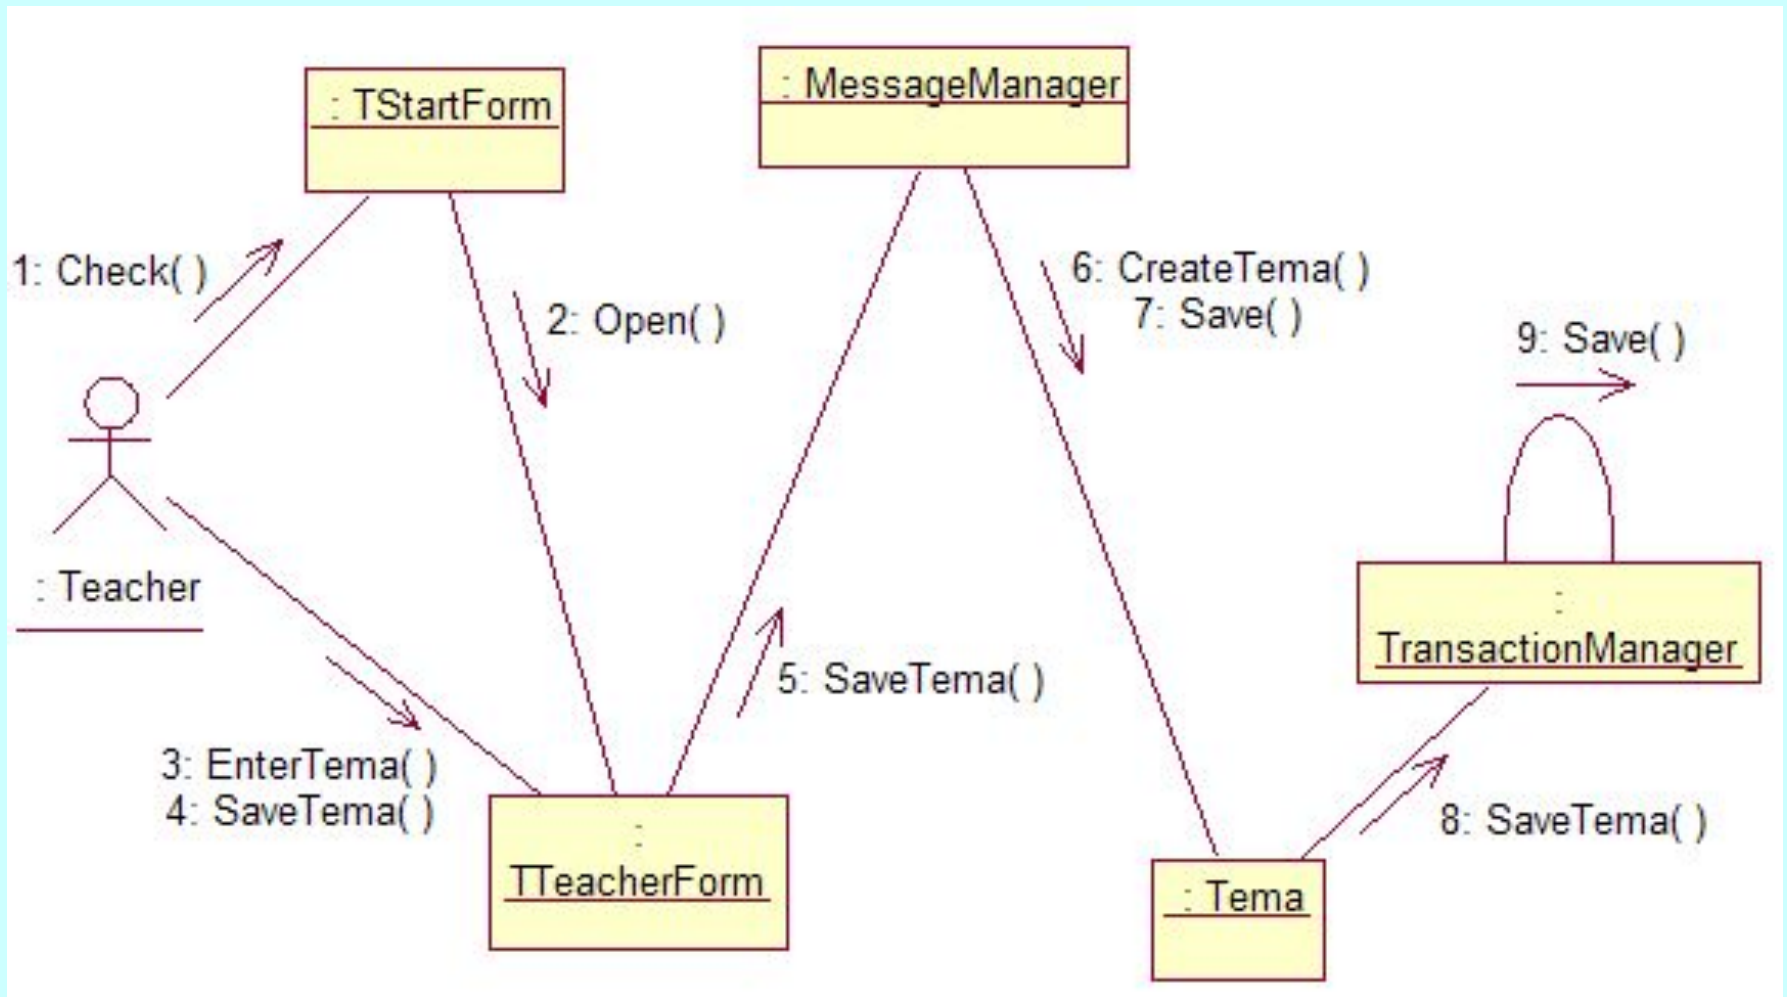 : TStartForm
: MessageManager
1: Check( )
2: Open( )
6: CreateTema( )
7: Save( )
9: Save( )
: Teacher
:
TransactionManager
5: SaveTema( )
3: EnterTema( )
4: SaveTema( )
8: SaveTema( )
:
TTeacherForm
: Tema